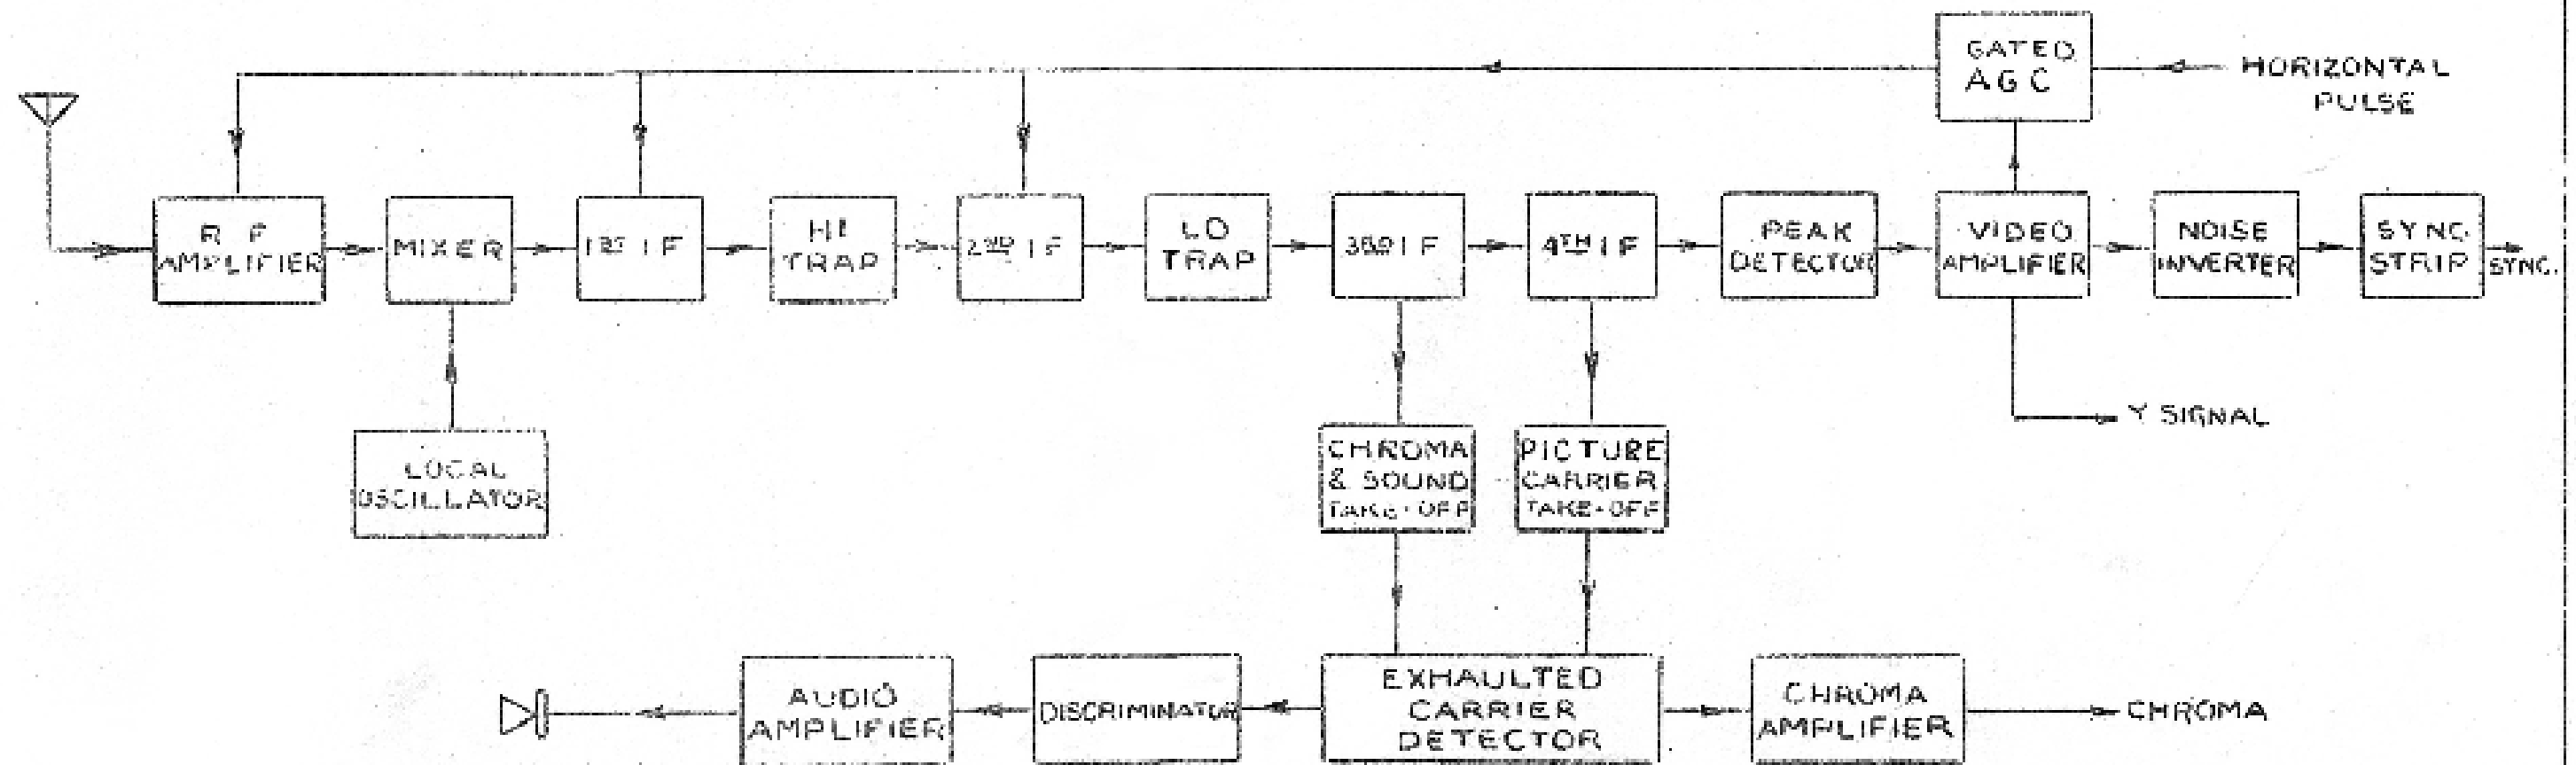 GATED
AGC
HORIZONTAL
PULSE
R F
AMPLIFIER
MIXER
1ST IF
HI
TRAP
2ND IF
LO
TRAP
3RD IF
4TH IF
PEAK
DETECTOR
VIDEO
AMPLIFIER
NOISE
INVERTER
SYNC
STRIP
SYNC.
Y SIGNAL
LOCAL
OSCILLATOR
CHROMA
& SOUND
TAKE-OFF
PICTURE
CARRIER
TAKE-OFF
AUDIO
AMPLIFIER
DISCRIMINATOR
EXHAULTED
CARRIER
DETECTOR
CHROMA
AMPLIFIER
CHROMA